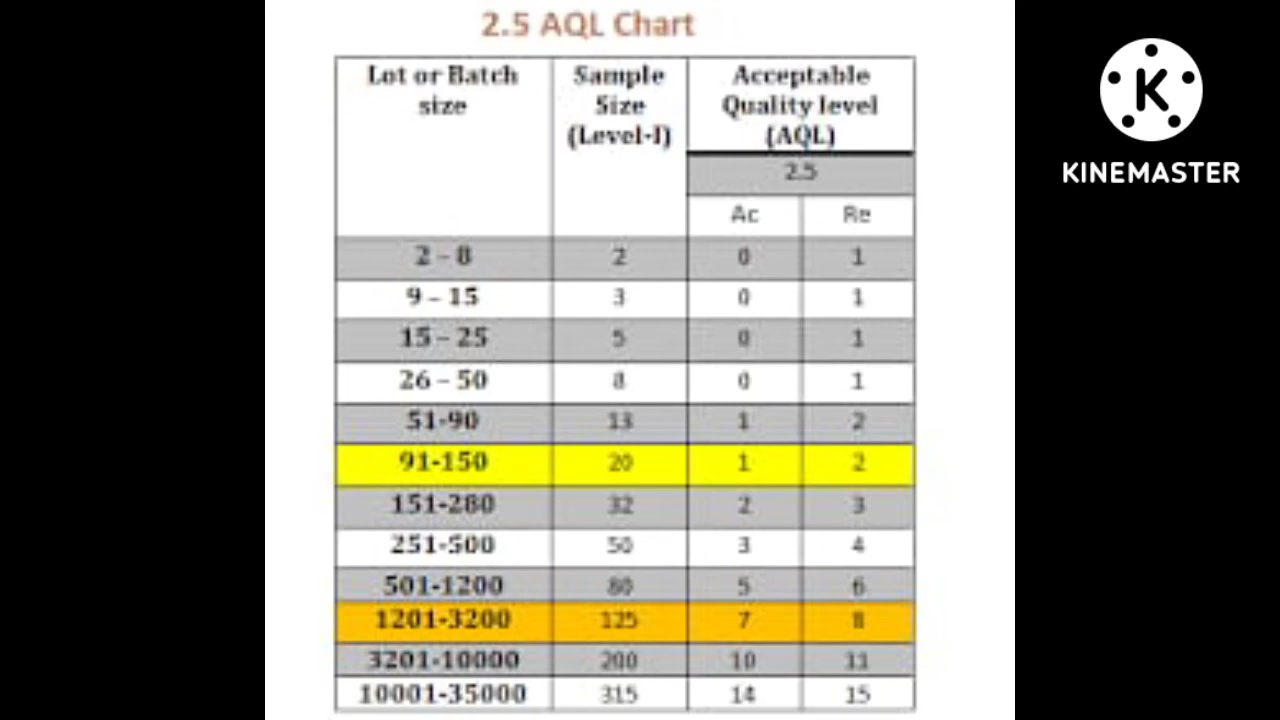 2.5 AQL Chart
Lot or Batch size Sample Size (Level-I) Acceptable Quality level (AQL)
2.5
Ac Re
2 – 8 2 0 1
9 – 15 3 0 1
15 – 25 5 0 1
26 – 50 8 0 1
51-90 13 1 2
91-150 20 1 2
151-280 32 2 3
251-500 50 3 4
501-1200 80 5 6
1201-3200 125 7 8
3201-10000 200 10 11
10001-35000 315 14 15
K
KINEMASTER